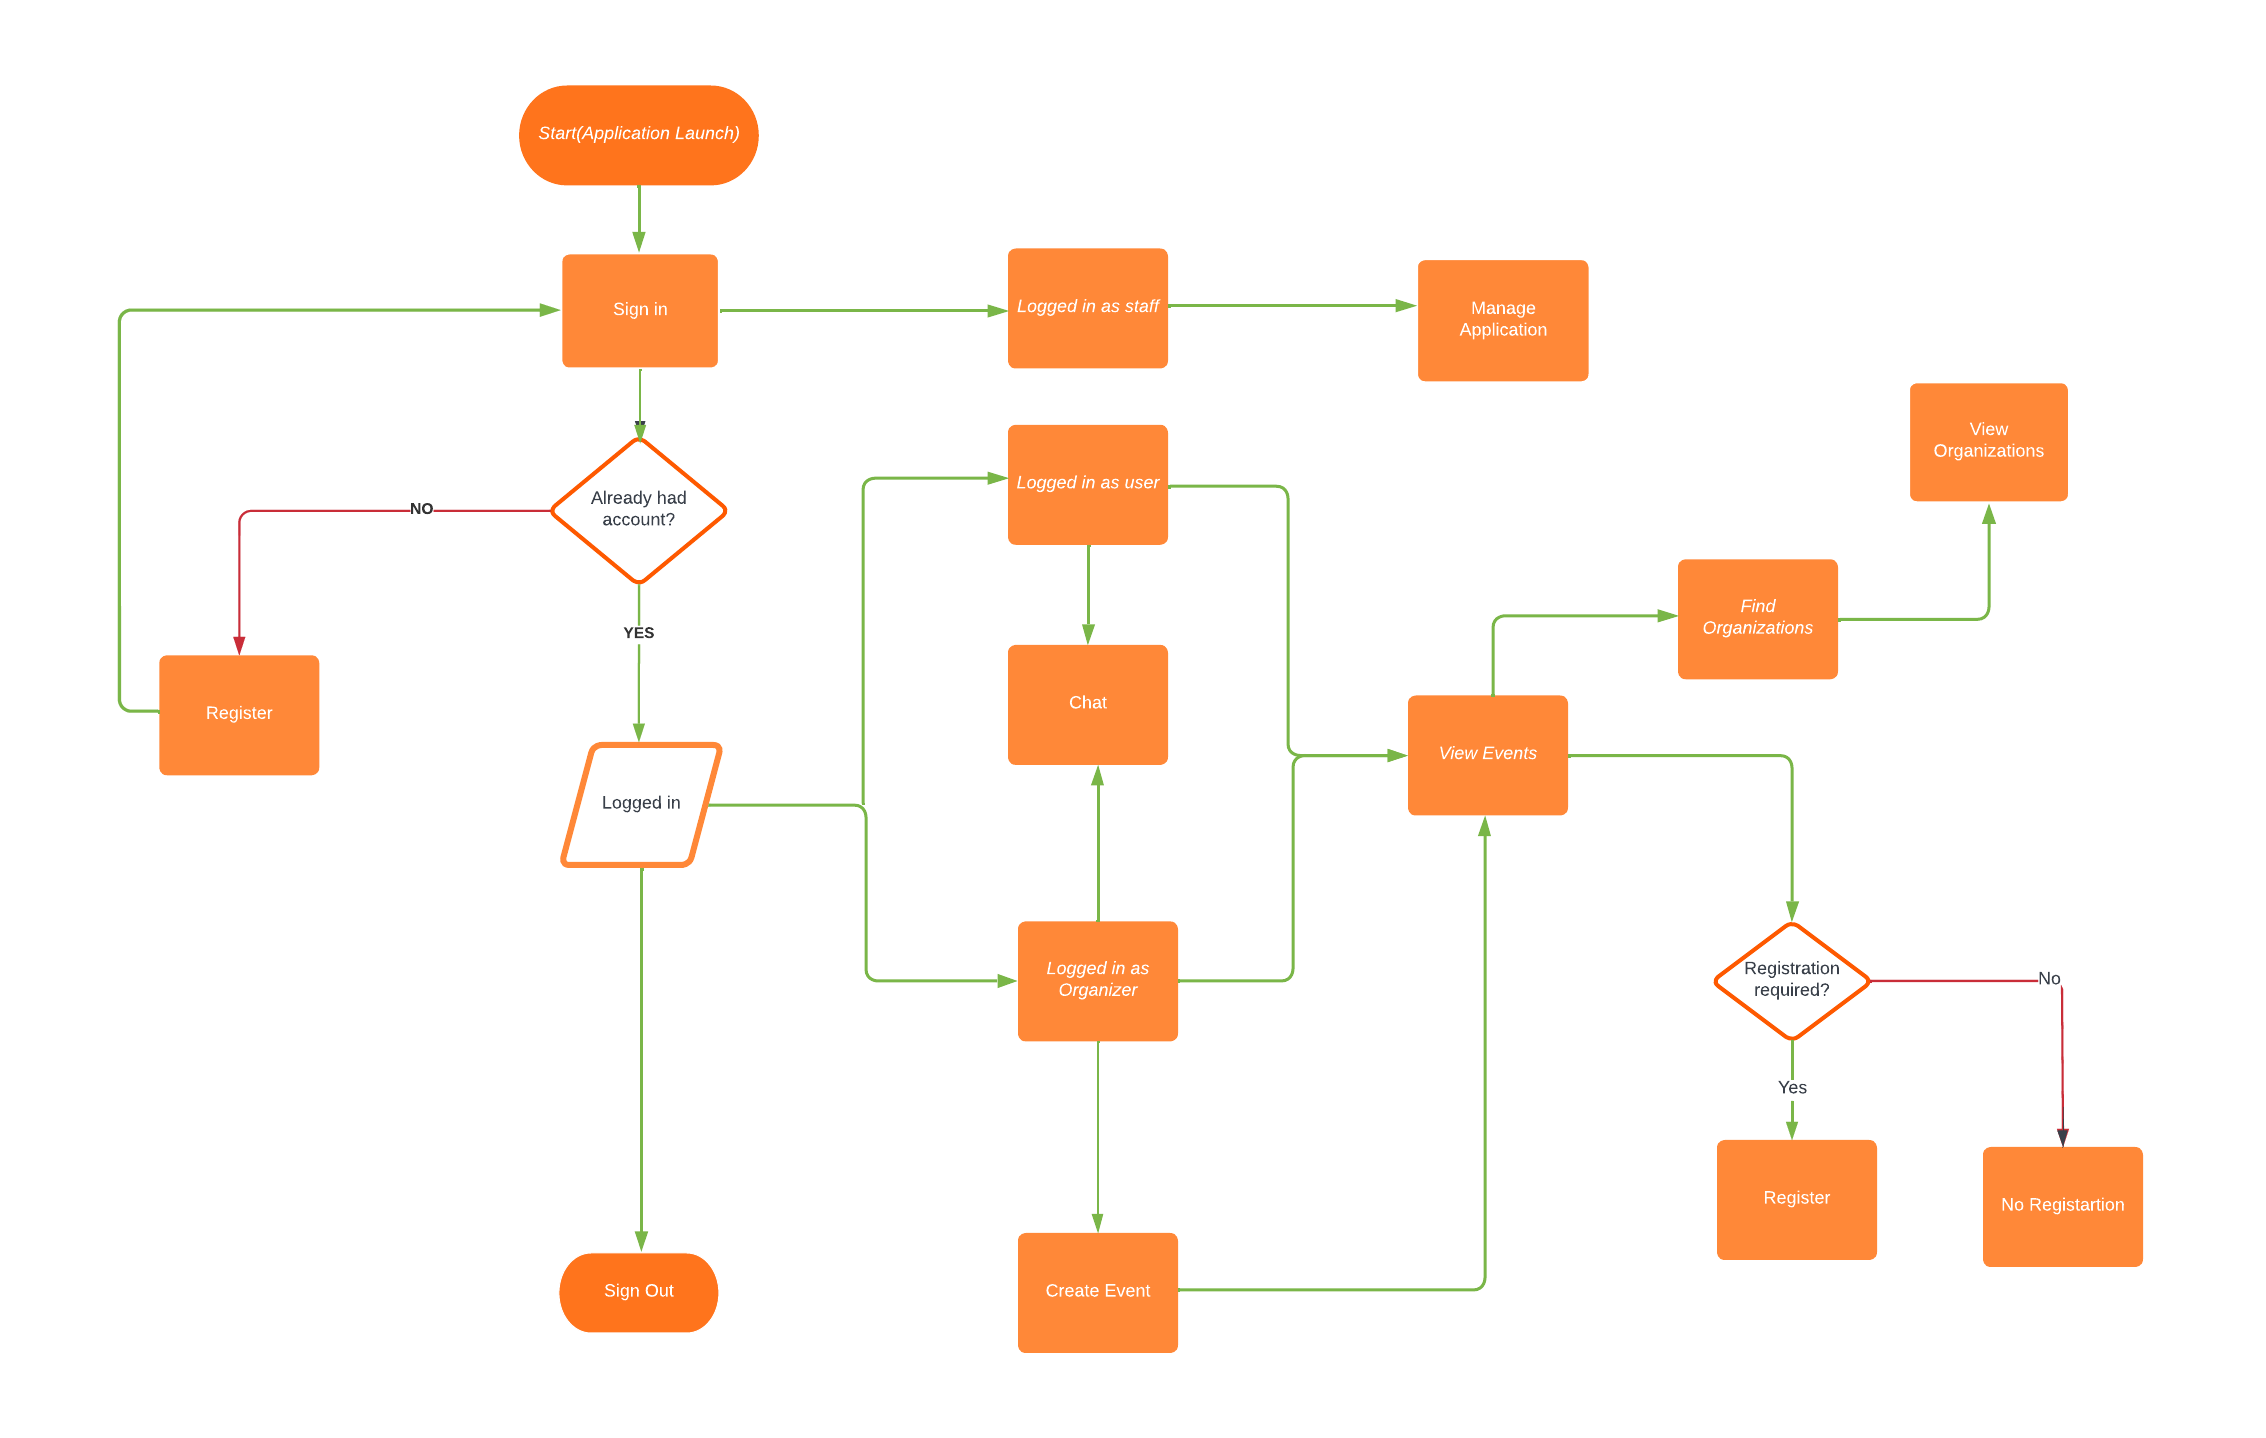 Start(Application Launch)
Sign in
Logged in as staff
Manage
Application
View
Organizations
Already had
account?
NO
Logged in as user
YES
Find
Organizations
Register
Chat
View Events
Logged in
Logged in as
Organizer
Registration
required?
No
Yes
Register
No Registartion
Sign Out
Create Event